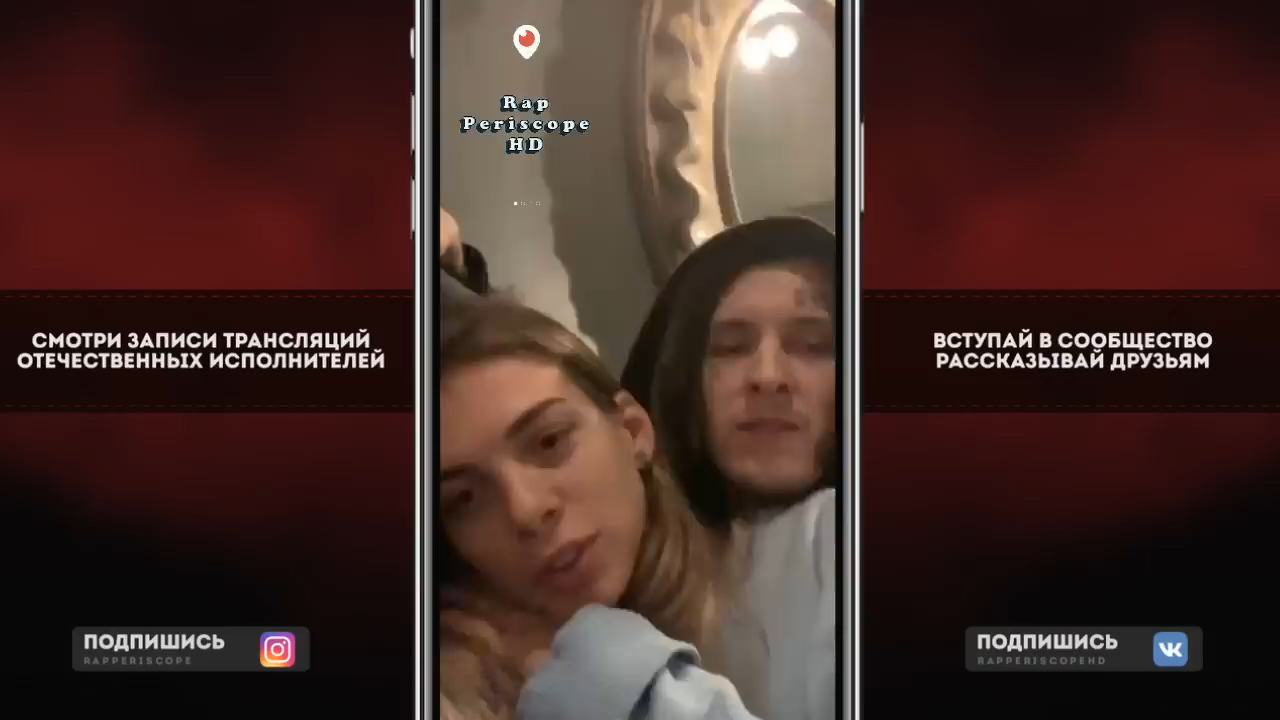 Rap
Periscope
HD
СМОТРИ ЗАПИСИ ТРАНСЛЯЦИЙ
ОТЕЧЕСТВЕННЫХ ИСПОЛНИТЕЛЕЙ
ВСТУПАЙ В СООБЩЕСТВО
РАССКАЗЫВАЙ ДРУЗЬЯМ
ПОДПИШИСЬ
RAPPERISCOPE
ПОДПИШИСЬ
RAPPERISCOPEHD